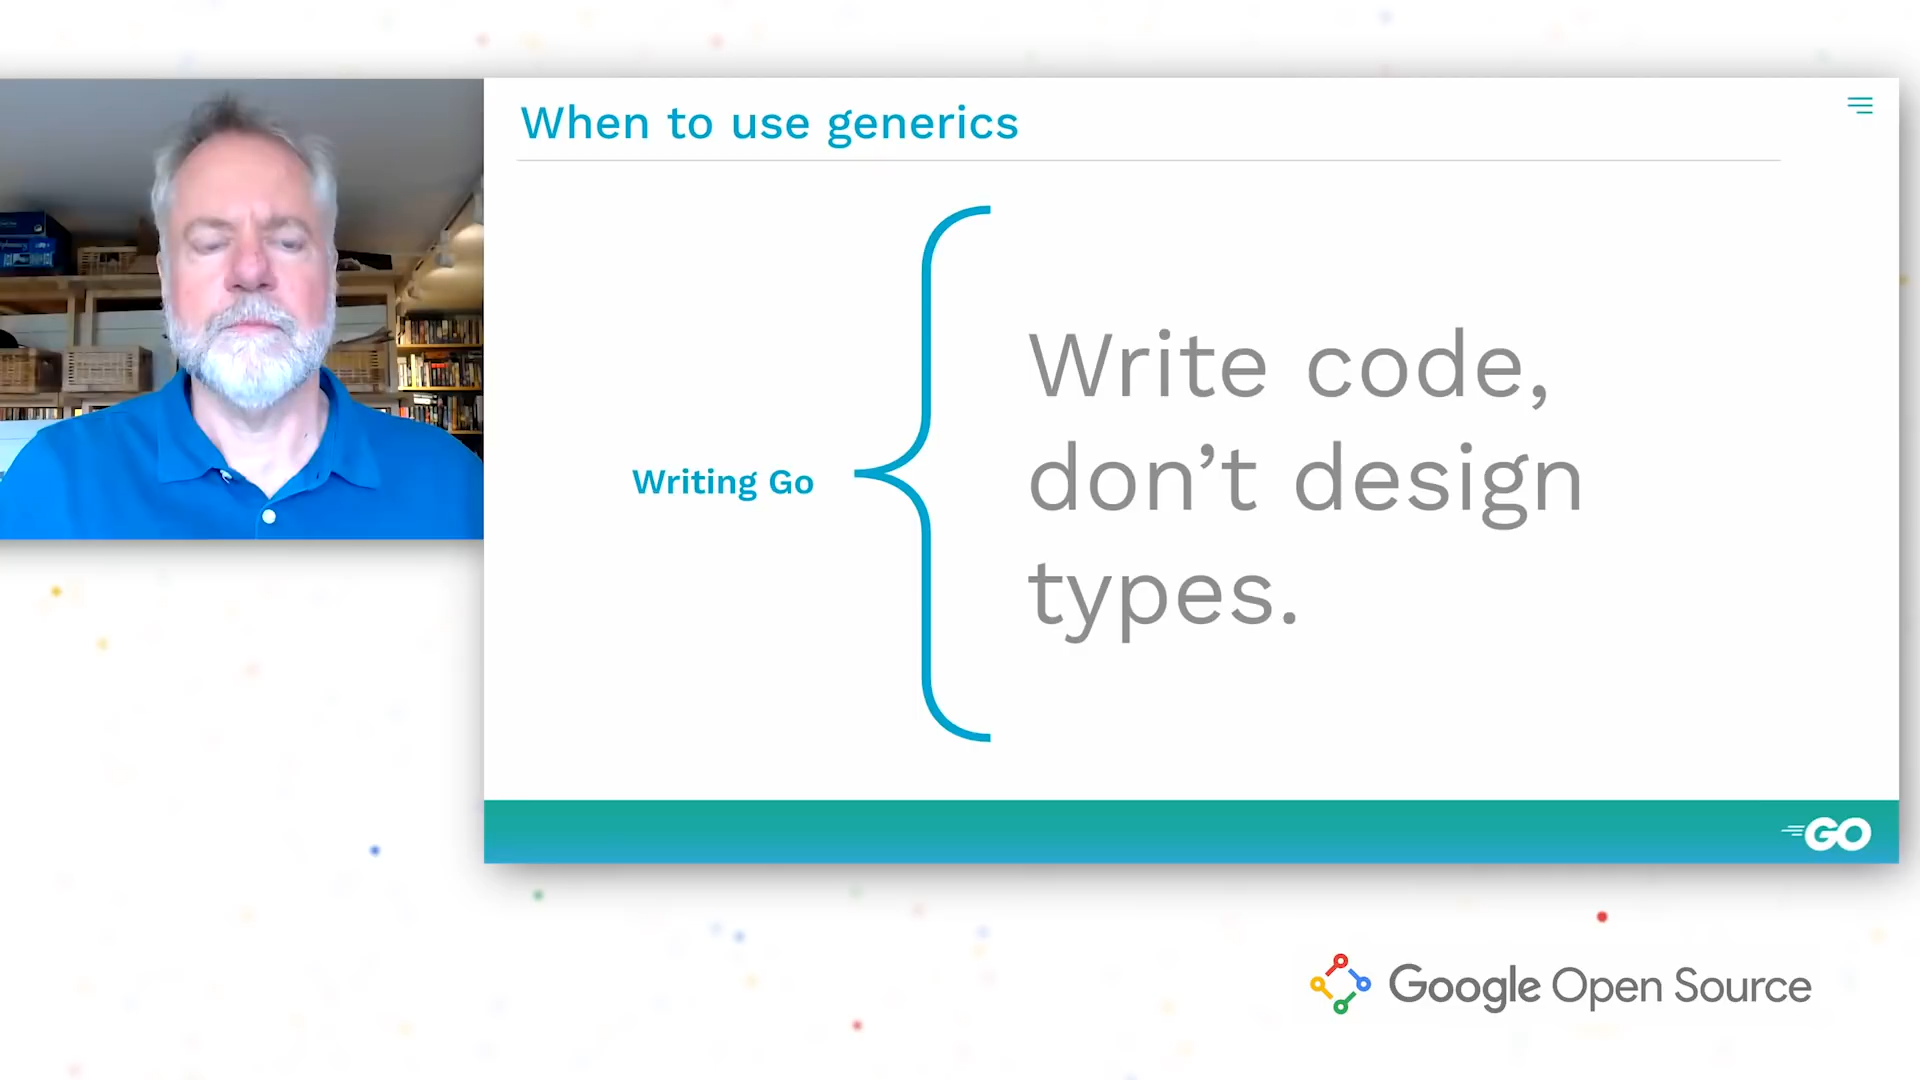 When to use generics
Writing Go
Write code,
don’t design
types.
GO
Google Open Source